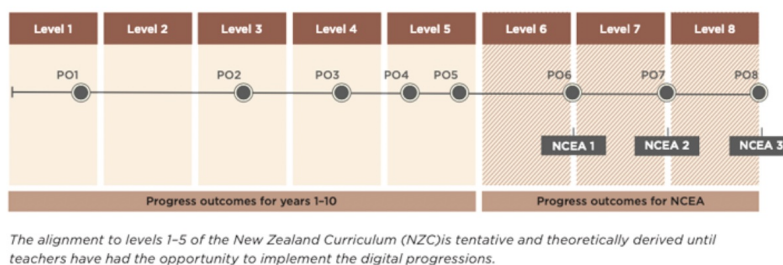 Level 1 Level 2 Level 3 Level 4 Level 5 Level 6 Level 7 Level 8
PO1 PO2 PO3 PO4 PO5 PO6 PO7 PO8
NCEA 1 NCEA 2 NCEA 3
Progress outcomes for years 1–10 Progress outcomes for NCEA
The alignment to levels 1–5 of the New Zealand Curriculum (NZC)is tentative and theoretically derived until
teachers have had the opportunity to implement the digital progressions.